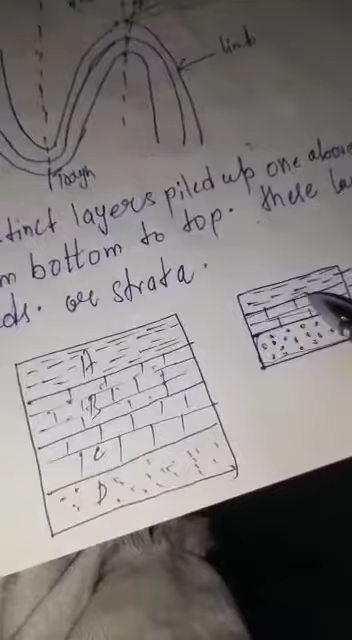 limb
Trough
tinct layers piled up one above
m bottom to top. These la
ds. or strata.
A
B
C
D